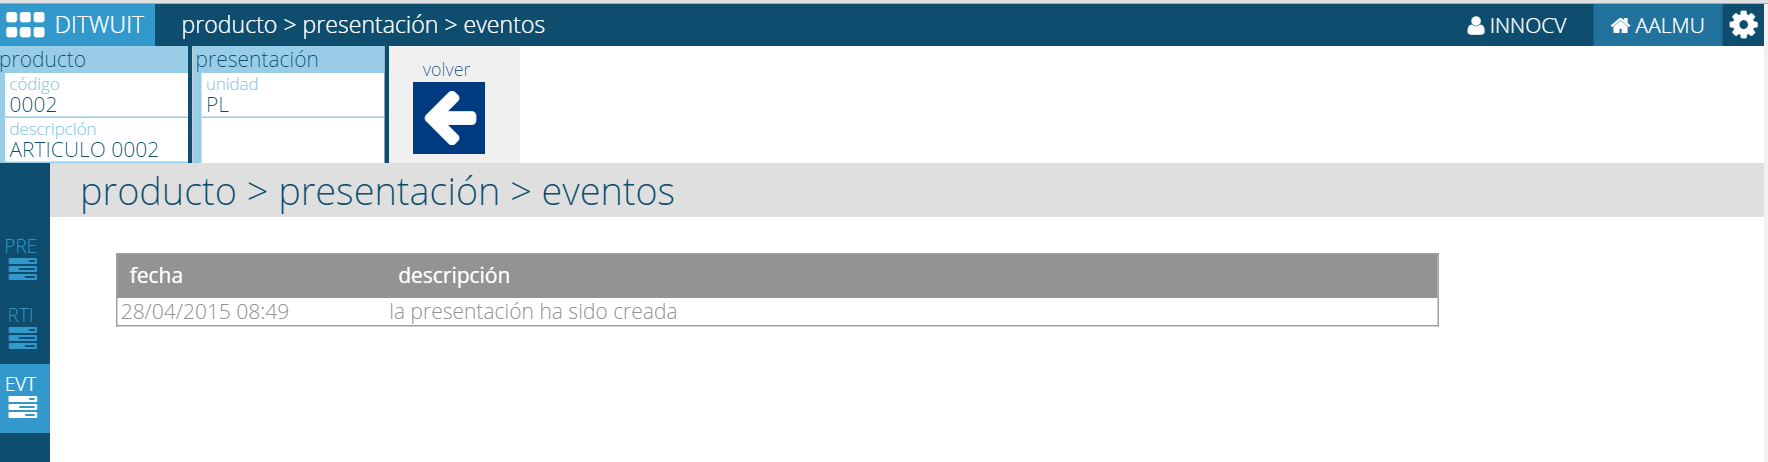 DITWUIT producto > presentación > eventos INNOCV AALMU
producto presentación
volver
código unidad
0002 PL
descripción
ARTICULO 0002
producto > presentación > eventos
PRE
RTI
EVT
fecha descripción
28/04/2015 08:49 la presentación ha sido creada